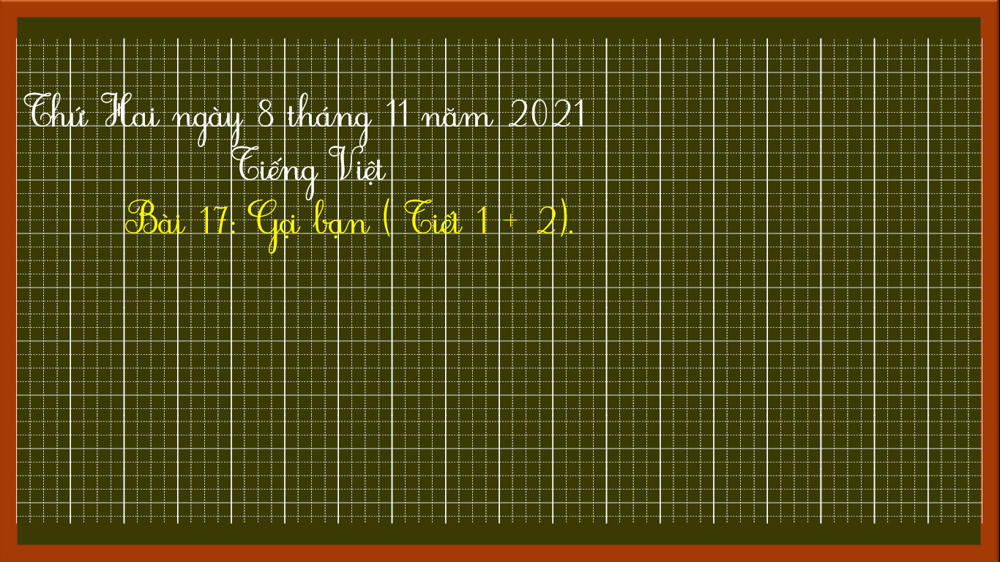 Thứ Hai ngày 8 tháng 11 năm 2021
Tiếng Việt
Bài 17: Gọi bạn ( Tiết 1 + 2).